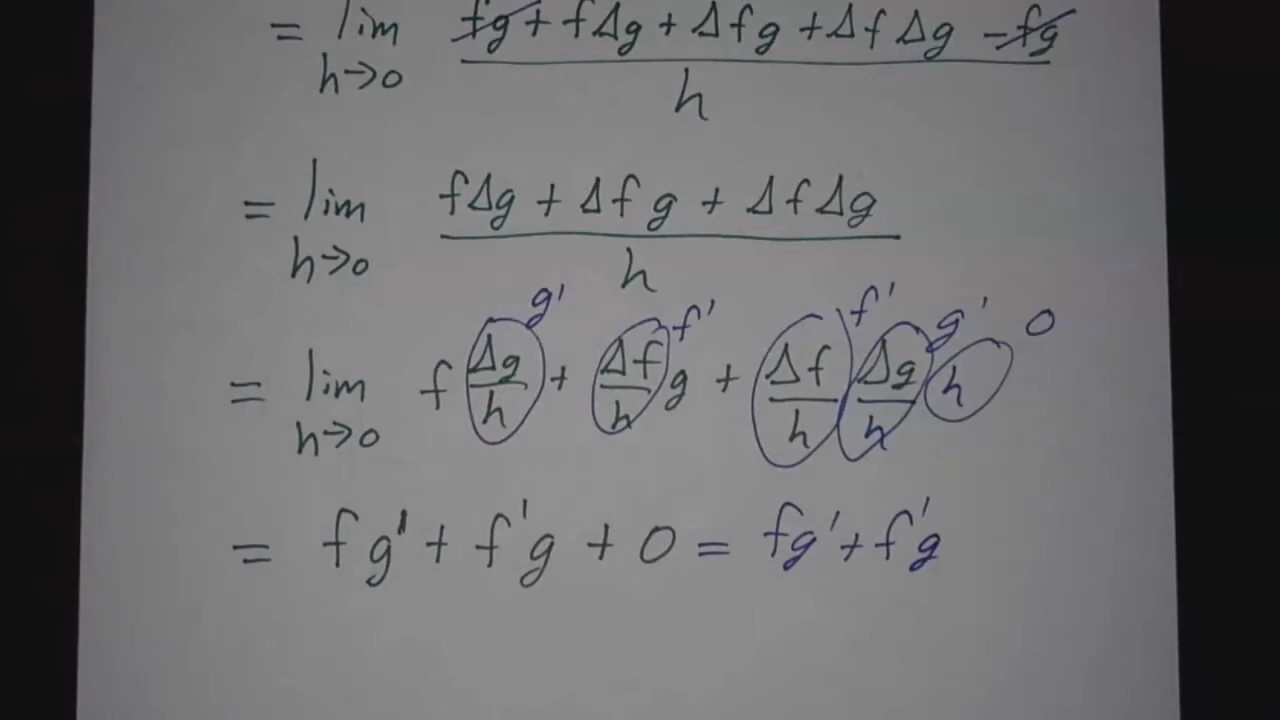 = lim fg + fΔg + Δfg + ΔfΔg - fg
h→0 h
= lim fΔg + Δfg + ΔfΔg
h→0 h
g' f' f' g' 0
= lim f Δg/h + Δf/h g + Δf/h Δg/h h
h→0
= fg' + f'g + 0 = fg' + f'g